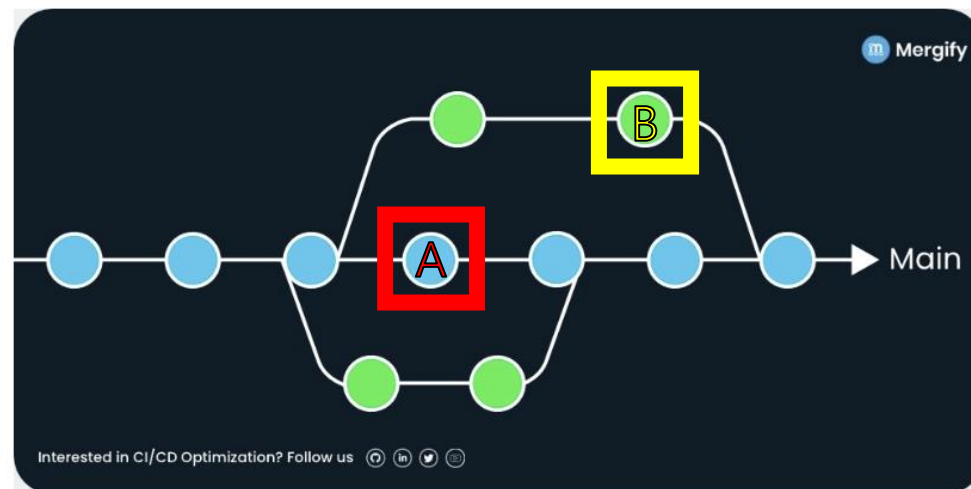 m Mergify
B
A
Main
Interested in CI/CD Optimization? Follow us